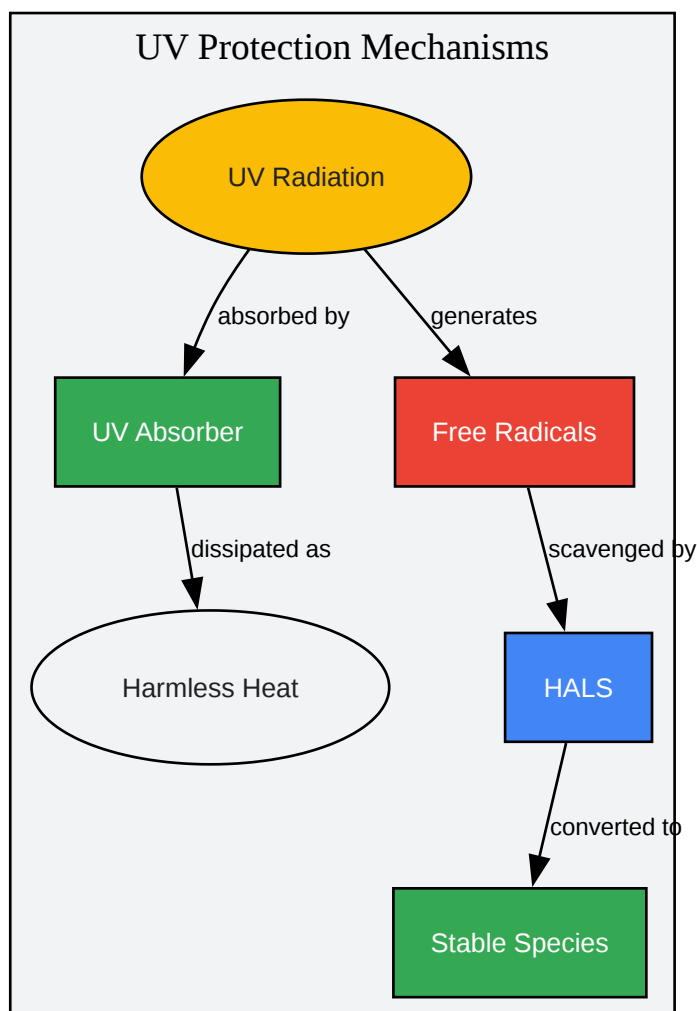 UV Protection Mechanisms
UV Radiation
absorbed by
generates
UV Absorber
Free Radicals
dissipated as
scavenged by
Harmless Heat
HALS
converted to
Stable Species